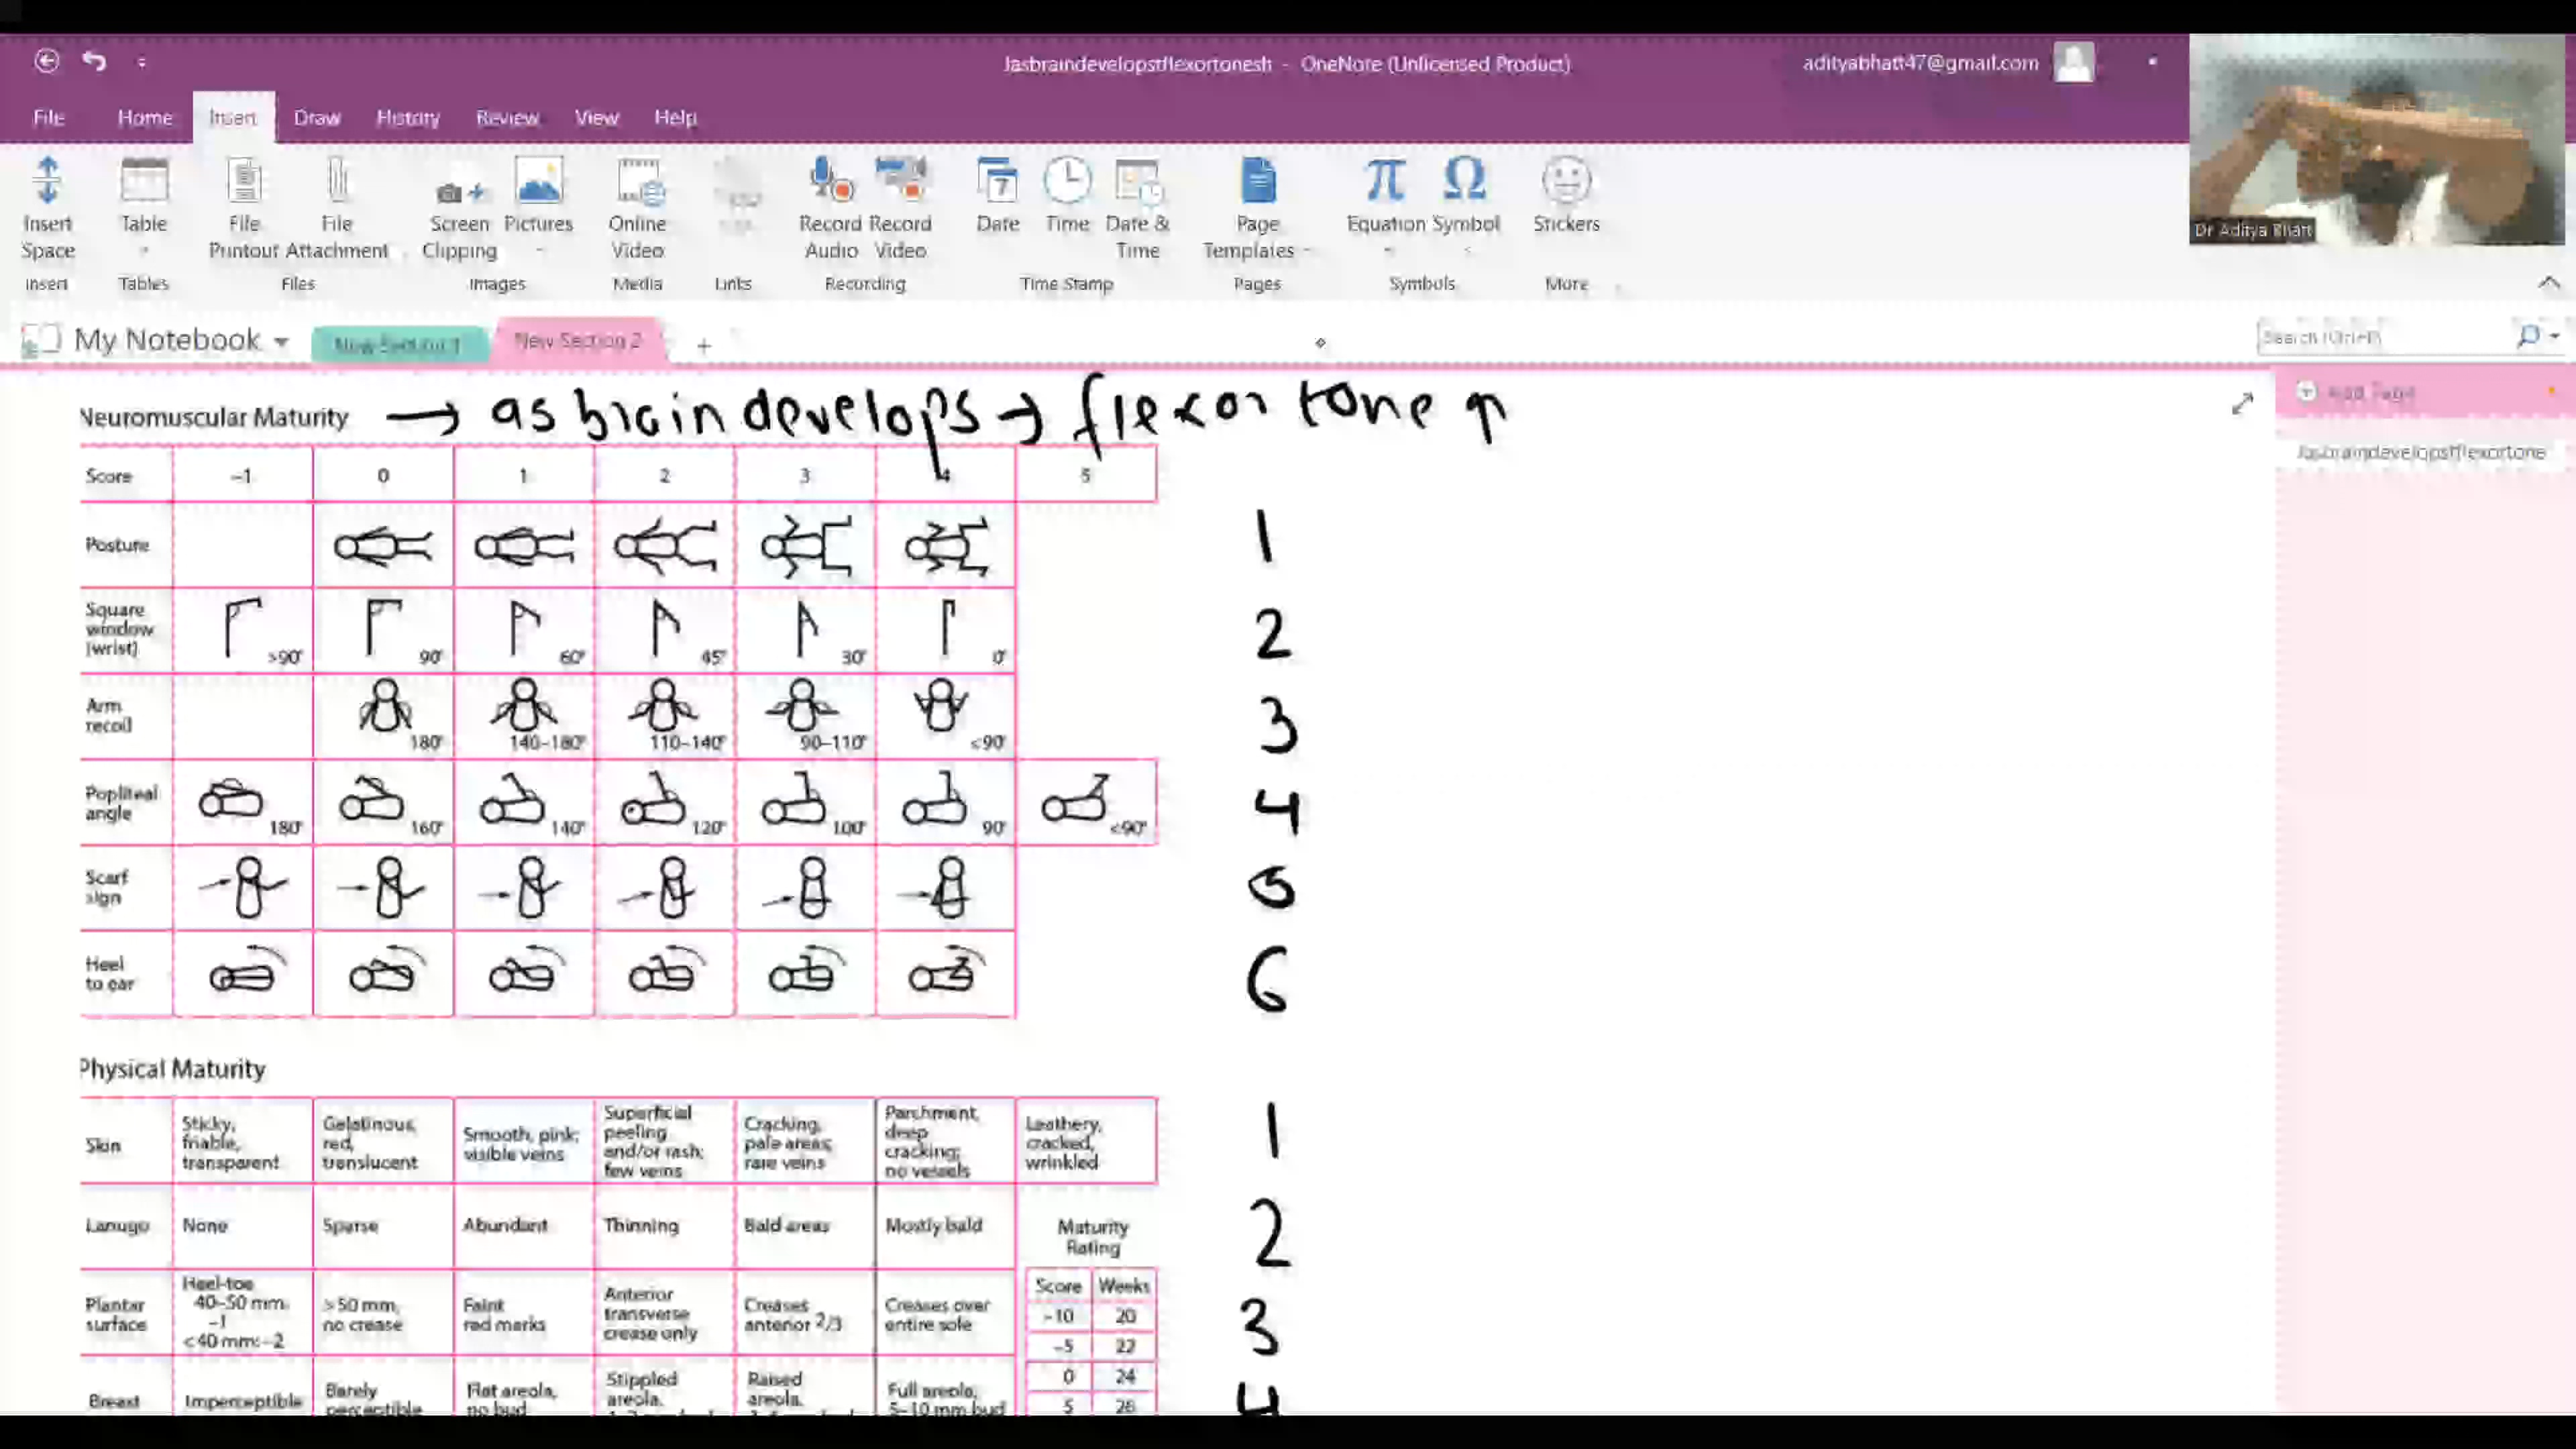 Jasbraindevelopstflexortonesh - OneNote (Unlicensed Product)
adityabhatt47@gmail.com
File Home Insert Draw History Review View Help
Insert Space
Table
File Printout
File Attachment
Screen Clipping
Pictures
Online Video
Record Audio
Record Video
Date
Time
Date & Time
Page Templates
Equation
Symbol
Stickers
Insert Tables Files Images Media Links Recording Time Stamp Pages Symbols More
Dr Aditya Bhatt
My Notebook
New Section 1
New Section 2
Search (Ctrl+E)
Add Page
Jasbraindevelopstflexortone
Neuromuscular Maturity → as brain develops → flexor tone ↑
Score -1 0 1 2 3 4 5
Posture
1
Square window (wrist) >90° 90° 60° 45° 30° 0°
2
Arm recoil 180° 140–180° 110–140° 90–110° <90°
3
Popliteal angle 180° 160° 140° 120° 100° 90° <90°
4
Scarf sign
5
Heel to ear
6
Physical Maturity
Skin
Sticky, friable, transparent
Gelatinous, red, translucent
Smooth, pink; visible veins
Superficial peeling and/or rash; few veins
Cracking, pale areas; rare veins
Parchment, deep cracking; no vessels
Leathery, cracked, wrinkled
1
Lanugo None Sparse Abundant Thinning Bald areas Mostly bald
2
Maturity Rating
Plantar surface
Heel-toe 40–50 mm: -1 <40 mm: -2
>50 mm, no crease
Faint red marks
Anterior transverse crease only
Creases anterior 2/3
Creases over entire sole
3
Score Weeks
-10 20
-5 22
0 24
5 26
Breast
Imperceptible
Barely perceptible
Flat areola, no bud
Stippled areola,
Raised areola,
Full areola, 5–10 mm bud
4